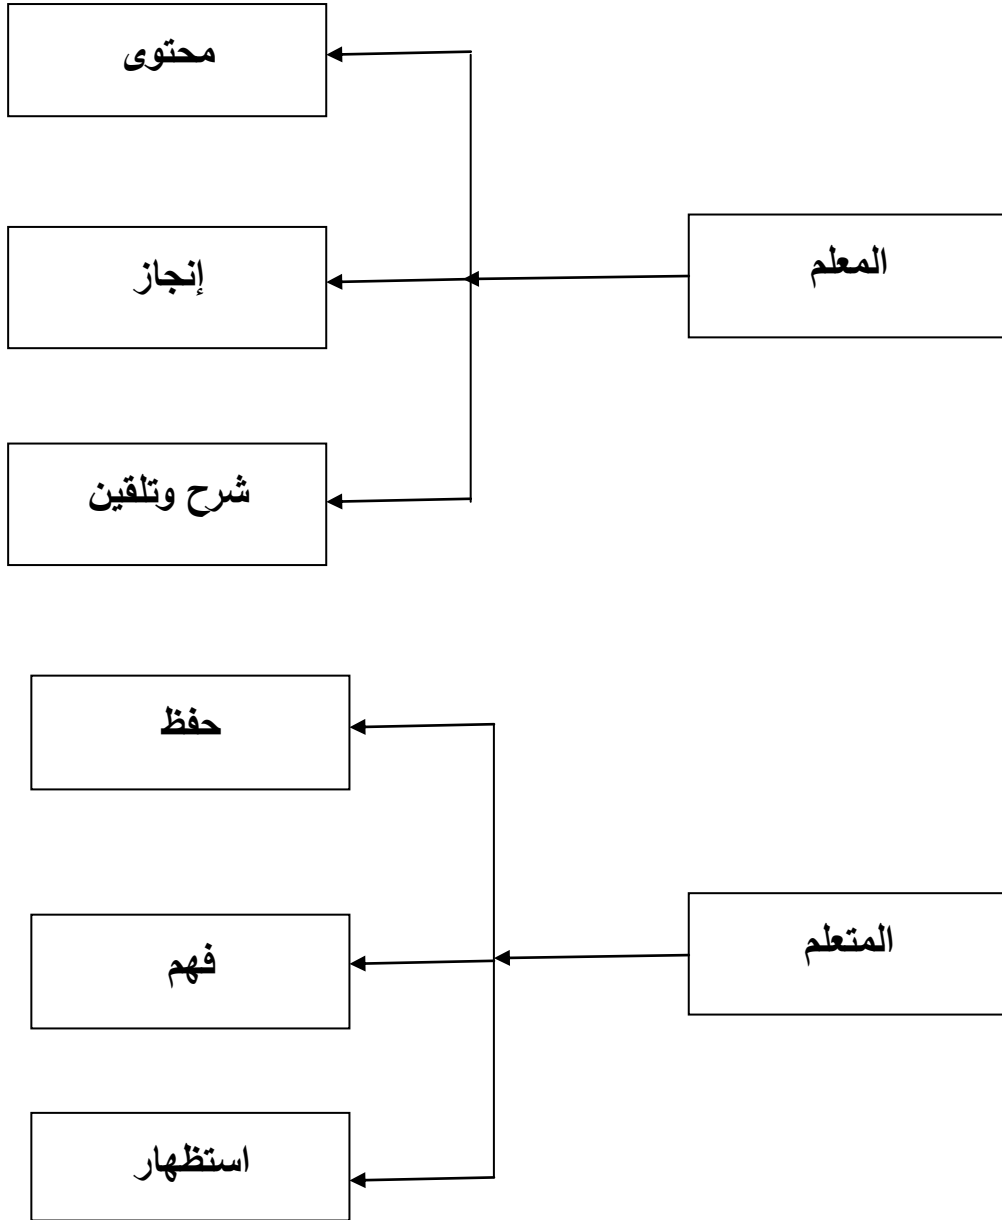 محتوى
المعلم
إنجاز
شرح وتلقين
حفظ
المتعلم
فهم
استظهار